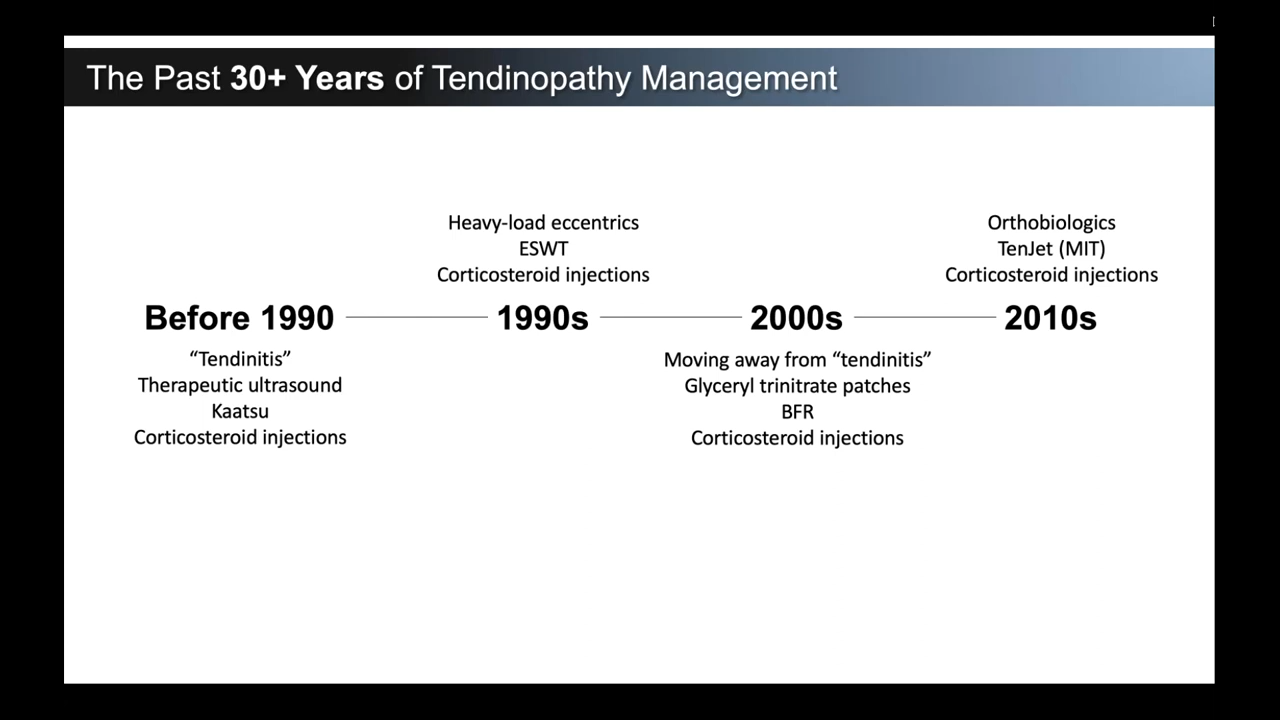 The Past 30+ Years of Tendinopathy Management
Heavy-load eccentrics
ESWT
Corticosteroid injections
Orthobiologics
TenJet (MIT)
Corticosteroid injections
Before 1990
1990s
2000s
2010s
“Tendinitis”
Therapeutic ultrasound
Kaatsu
Corticosteroid injections
Moving away from “tendinitis”
Glyceryl trinitrate patches
BFR
Corticosteroid injections